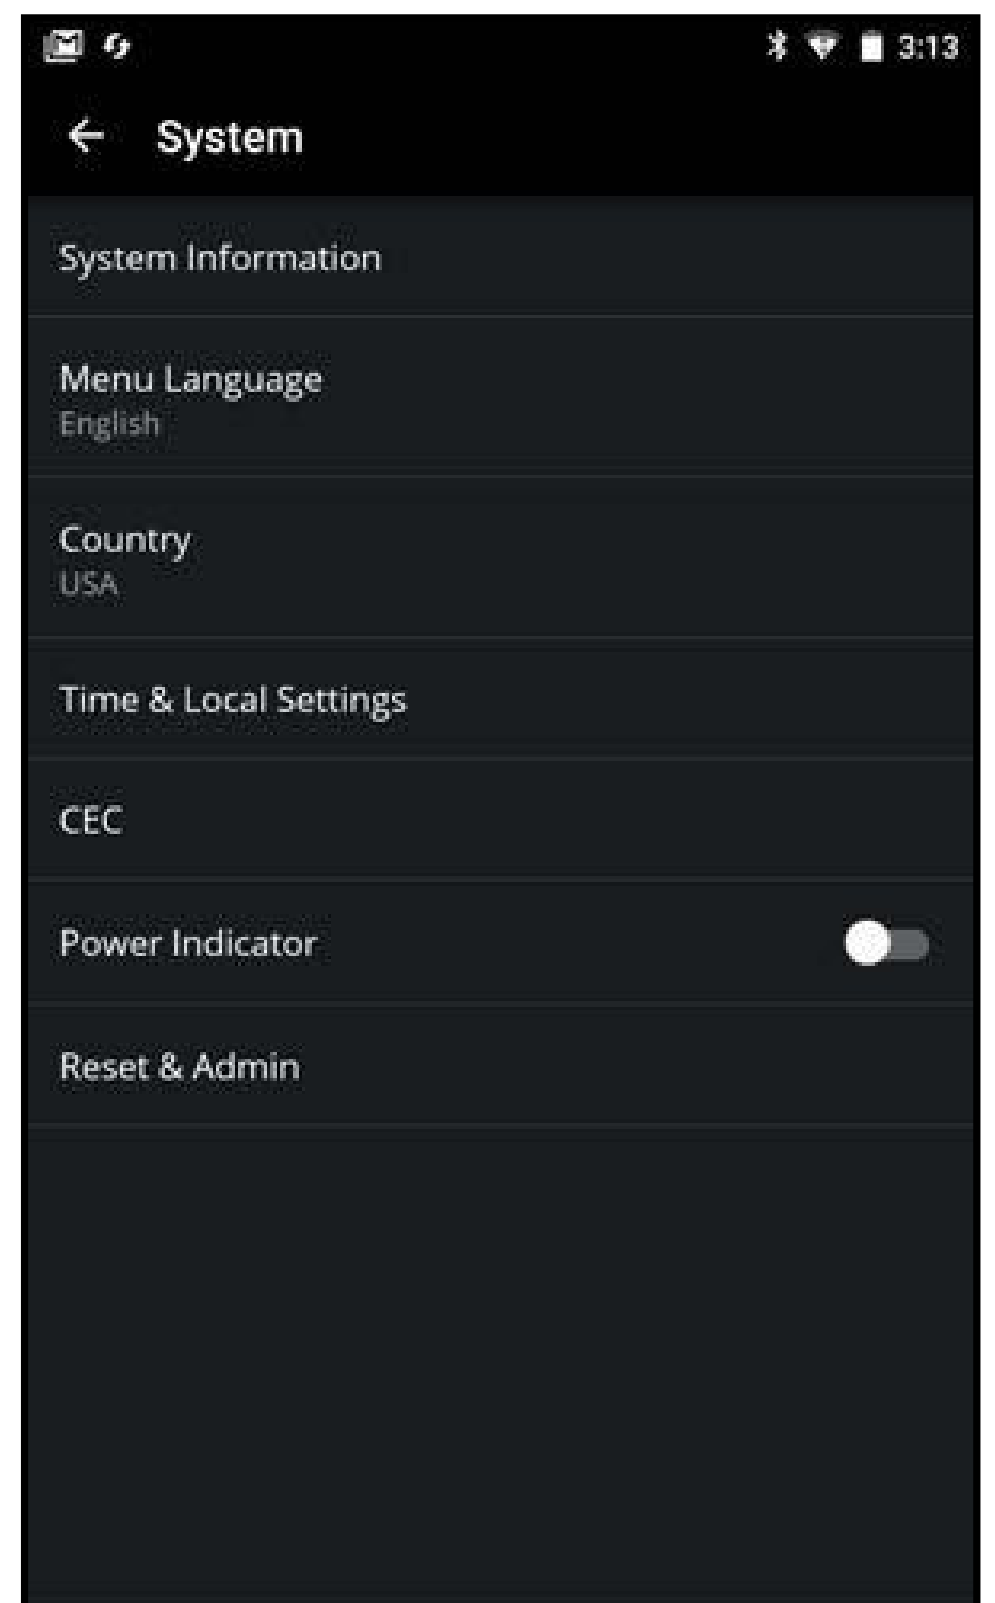 3:13
System
System Information
Menu Language
English
Country
USA
Time & Local Settings
CEC
Power Indicator
Reset & Admin